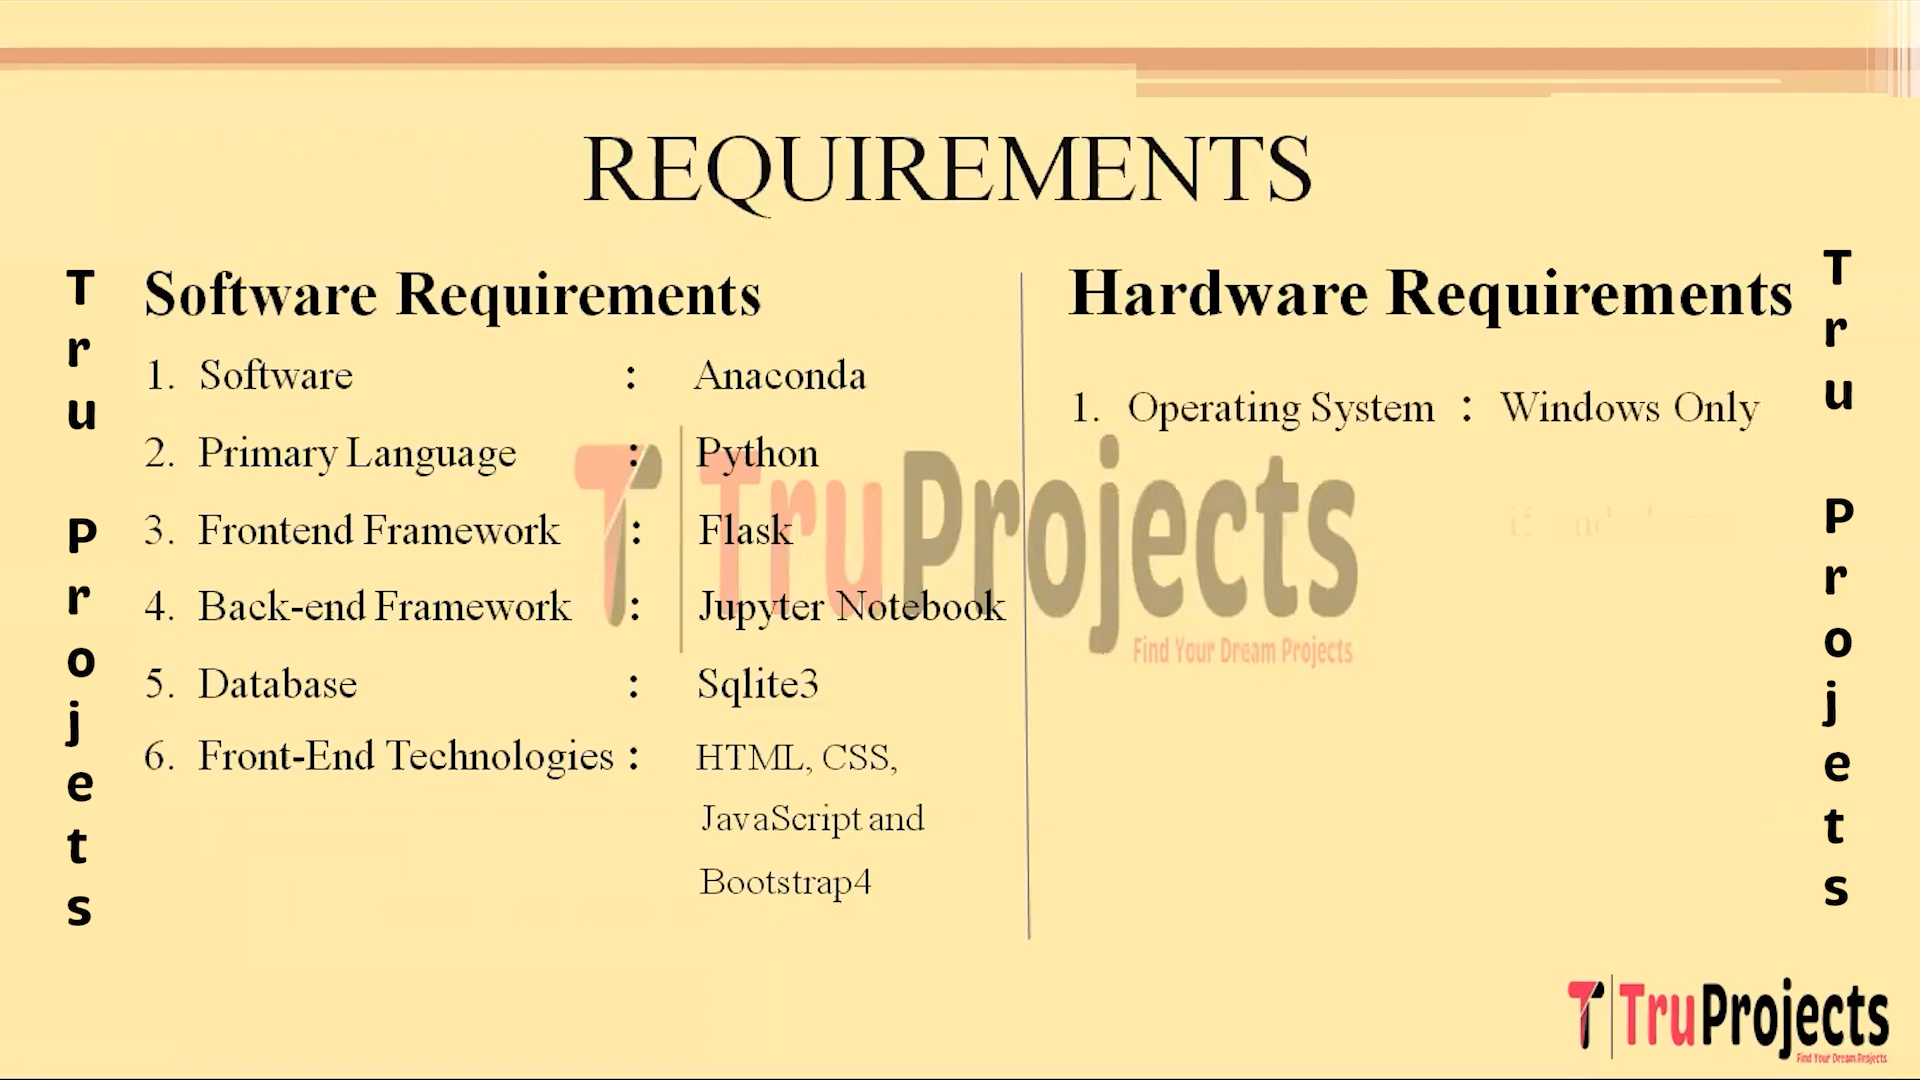 REQUIREMENTS
Software Requirements
1. Software : Anaconda
2. Primary Language : Python
3. Frontend Framework : Flask
4. Back-end Framework : Jupyter Notebook
5. Database : Sqlite3
6. Front-End Technologies : HTML, CSS,
JavaScript and
Bootstrap4
Hardware Requirements
1. Operating System : Windows Only
Tru Projets
Tru Projets
TruProjects
Find Your Dream Projects
TruProjects
Find Your Dream Projects